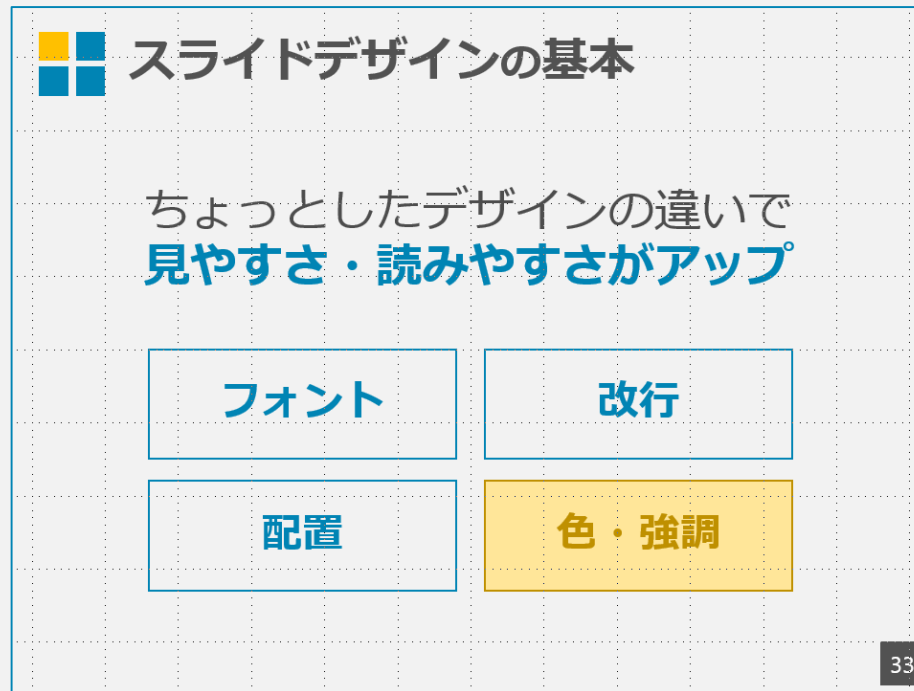 スライドデザインの基本
ちょっとしたデザインの違いで
見やすさ・読みやすさがアップ
フォント
改行
配置
色・強調
33